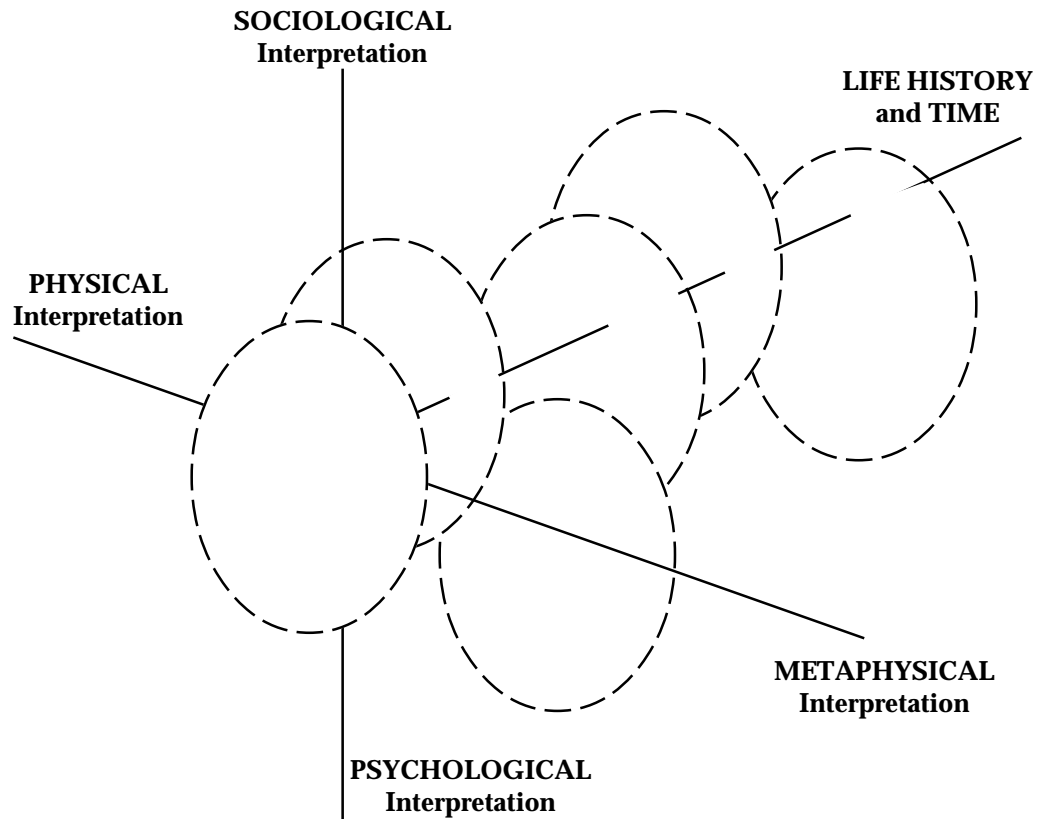 SOCIOLOGICAL
Interpretation
LIFE HISTORY
and TIME
PHYSICAL
Interpretation
METAPHYSICAL
Interpretation
PSYCHOLOGICAL
Interpretation